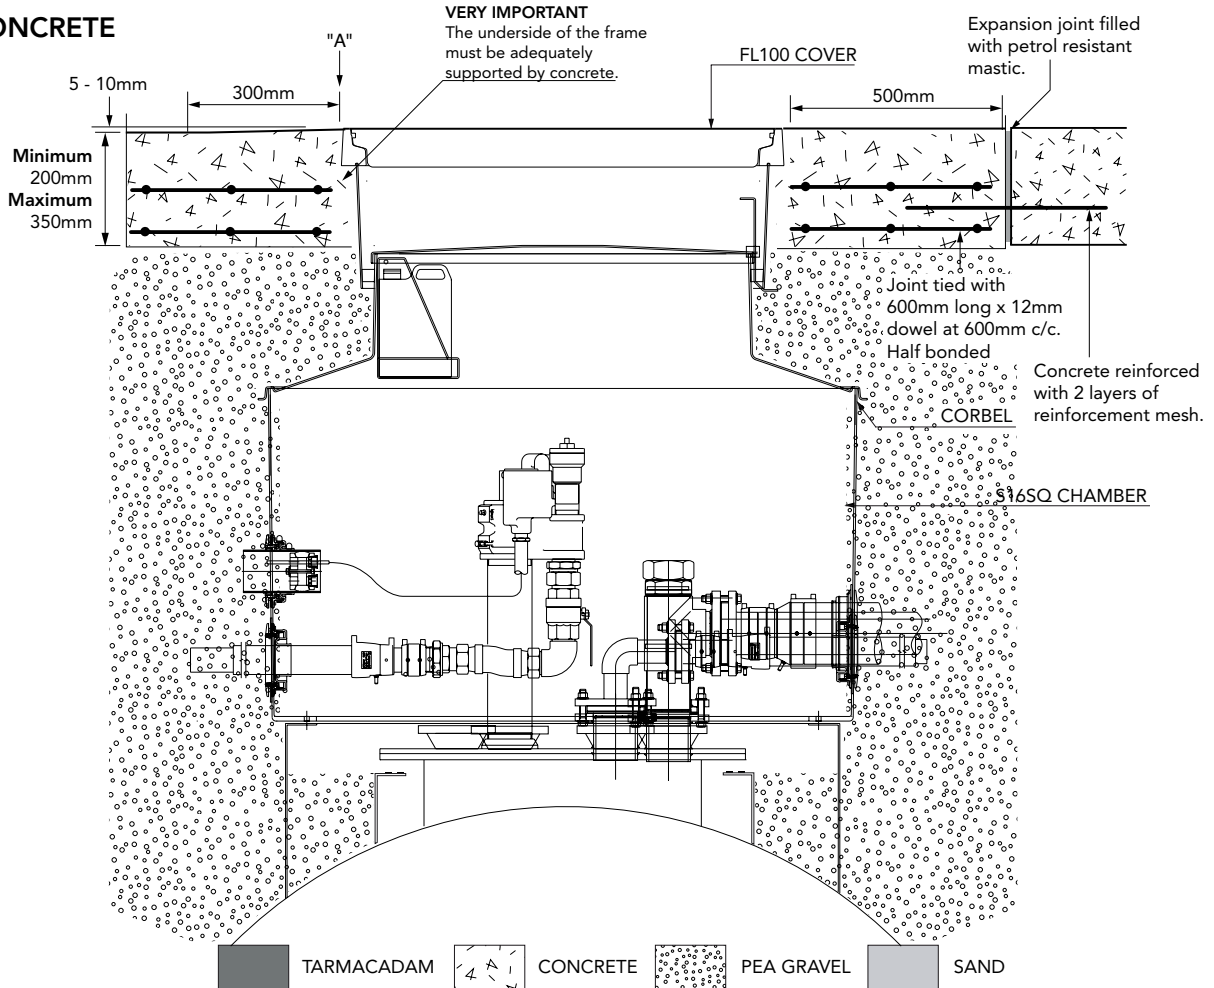 ONCRETE
"A"
VERY IMPORTANT
The underside of the frame
must be adequately
supported by concrete.
FL100 COVER
Expansion joint filled
with petrol resistant
mastic.
5 - 10mm
300mm
500mm
Minimum
200mm
Maximum
350mm
Joint tied with
600mm long x 12mm
dowel at 600mm c/c.
Half bonded
Concrete reinforced
with 2 layers of
reinforcement mesh.
CORBEL
S16SQ CHAMBER
TARMACADAM
CONCRETE
PEA GRAVEL
SAND